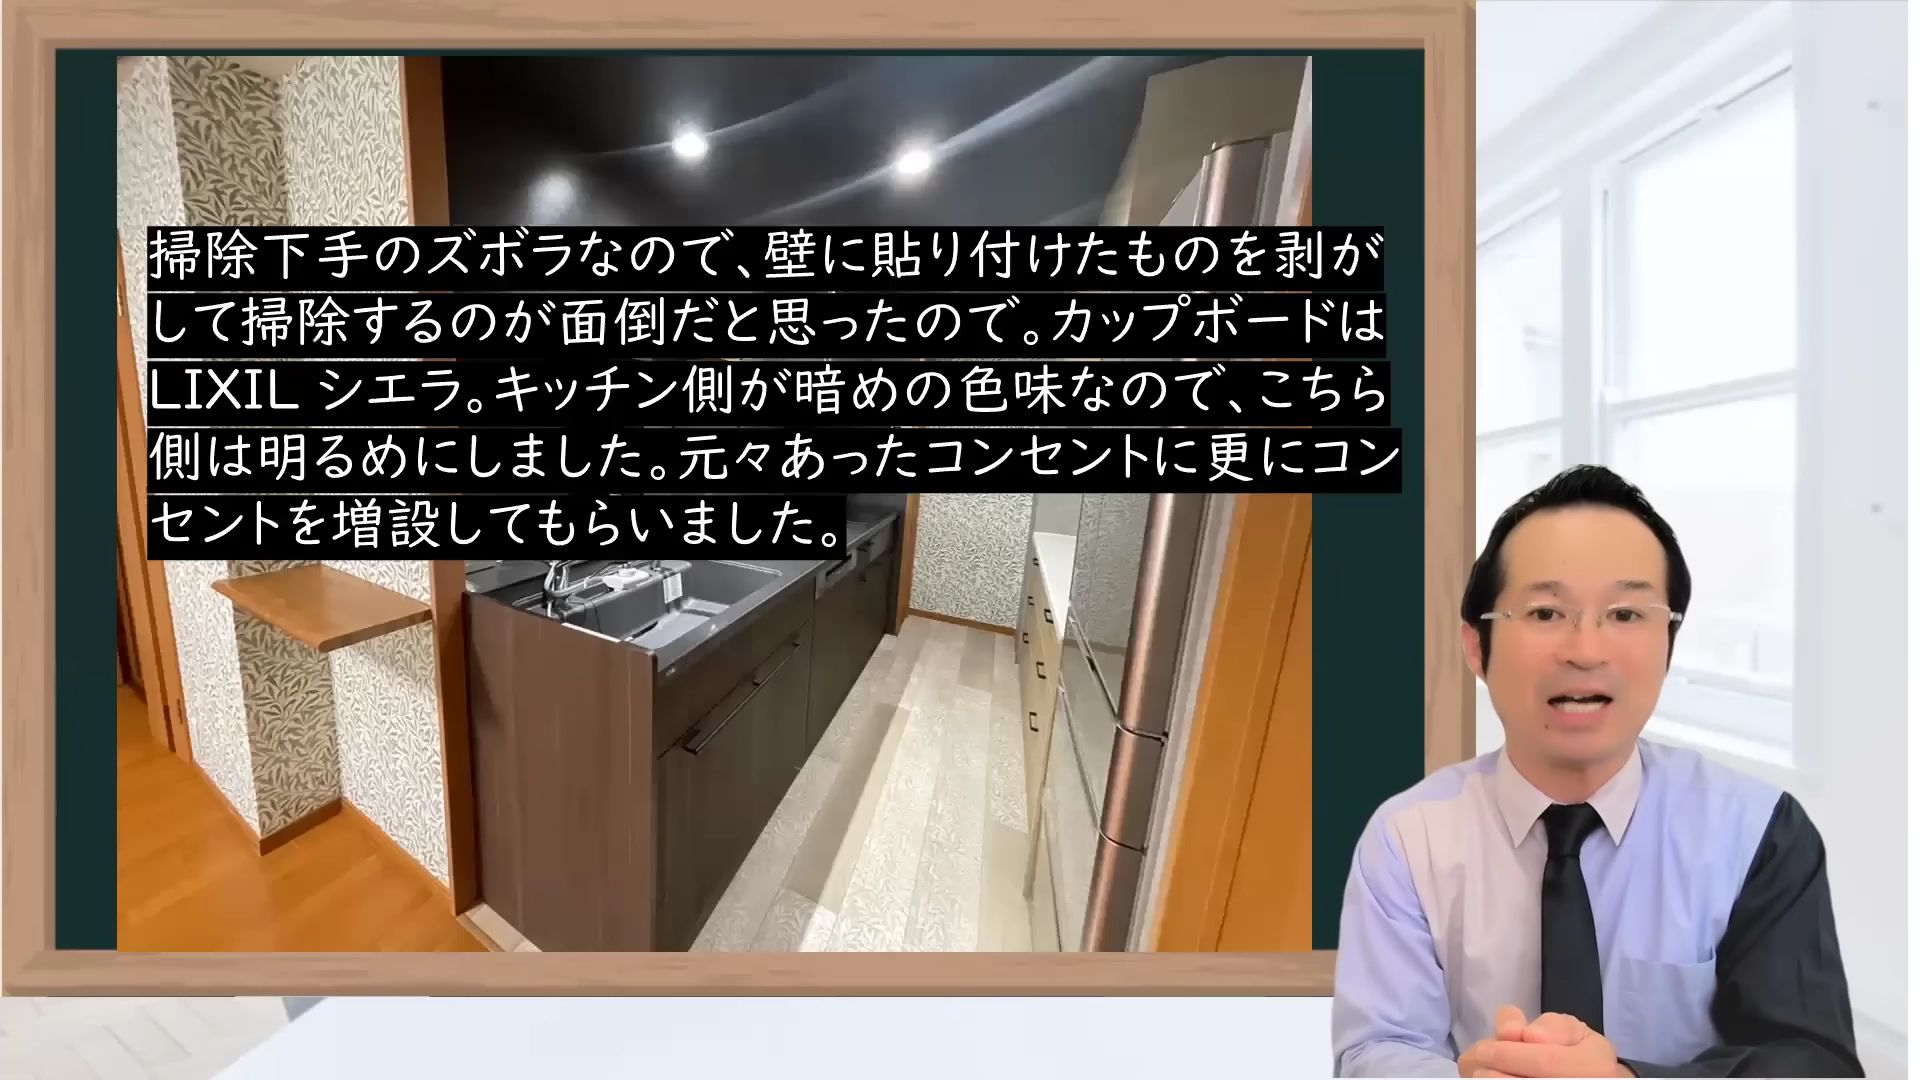 掃除下手のズボラなので、壁に貼り付けたものを剥が
して掃除するのが面倒だと思ったので。カップボードは
LIXIL シエラ。キッチン側が暗めの色味なので、こちら
側は明るめにしました。元々あったコンセントに更にコン
セントを増設してもらいました。